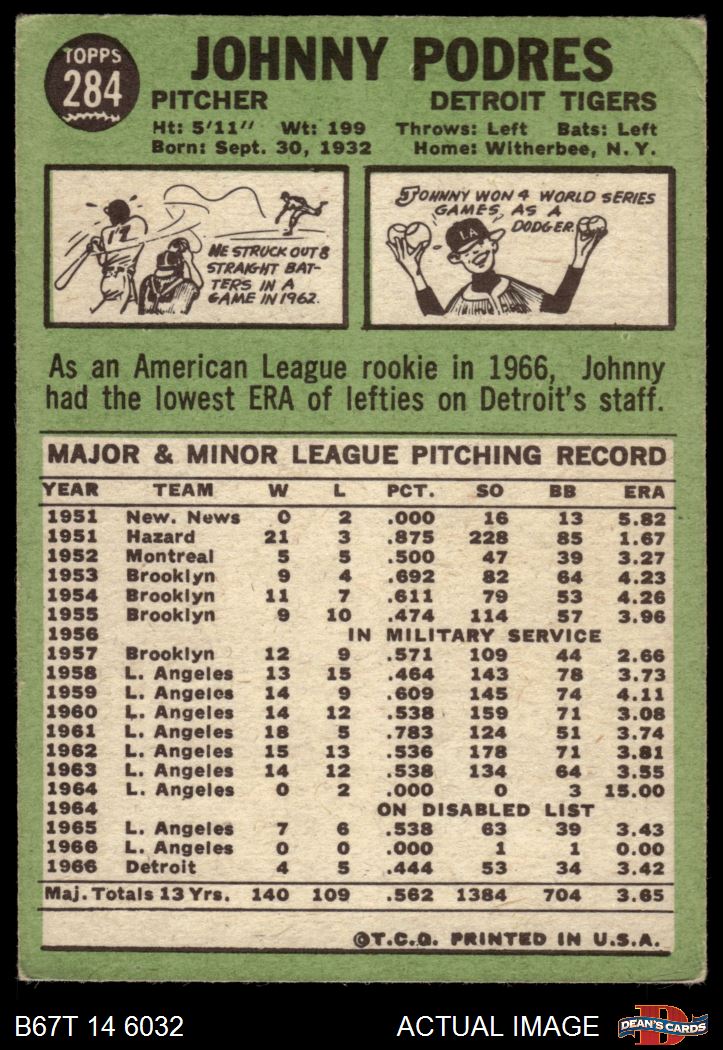 TOPPS
284
JOHNNY PODRES
PITCHER DETROIT TIGERS
Ht: 5'11" Wt: 199 Throws: Left Bats: Left
Born: Sept. 30, 1932 Home: Witherbee, N. Y.
17
HE STRUCK OUT 8
STRAIGHT BAT-
TERS IN A
GAME IN 1962.
JOHNNY WON 4 WORLD SERIES
GAMES, AS A
DODGER.
LA
As an American League rookie in 1966, Johnny
had the lowest ERA of lefties on Detroit's staff.
MAJOR & MINOR LEAGUE PITCHING RECORD
YEAR TEAM W L PCT. SO BB ERA
1951 New. News 0 2 .000 16 13 5.82
1951 Hazard 21 3 .875 228 85 1.67
1952 Montreal 5 5 .500 47 39 3.27
1953 Brooklyn 9 4 .692 82 64 4.23
1954 Brooklyn 11 7 .611 79 53 4.26
1955 Brooklyn 9 10 .474 114 57 3.96
1956 IN MILITARY SERVICE
1957 Brooklyn 12 9 .571 109 44 2.66
1958 L. Angeles 13 15 .464 143 78 3.73
1959 L. Angeles 14 9 .609 145 74 4.11
1960 L. Angeles 14 12 .538 159 71 3.08
1961 L. Angeles 18 5 .783 124 51 3.74
1962 L. Angeles 15 13 .536 178 71 3.81
1963 L. Angeles 14 12 .538 134 64 3.55
1964 L. Angeles 0 2 .000 0 3 15.00
1964 ON DISABLED LIST
1965 L. Angeles 7 6 .538 63 39 3.43
1966 L. Angeles 0 0 .000 1 1 0.00
1966 Detroit 4 5 .444 53 34 3.42
Maj. Totals 13 Yrs. 140 109 .562 1384 704 3.65
©T.C.G. PRINTED IN U.S.A.
B67T 14 6032 ACTUAL IMAGE
D
DEAN'S CARDS